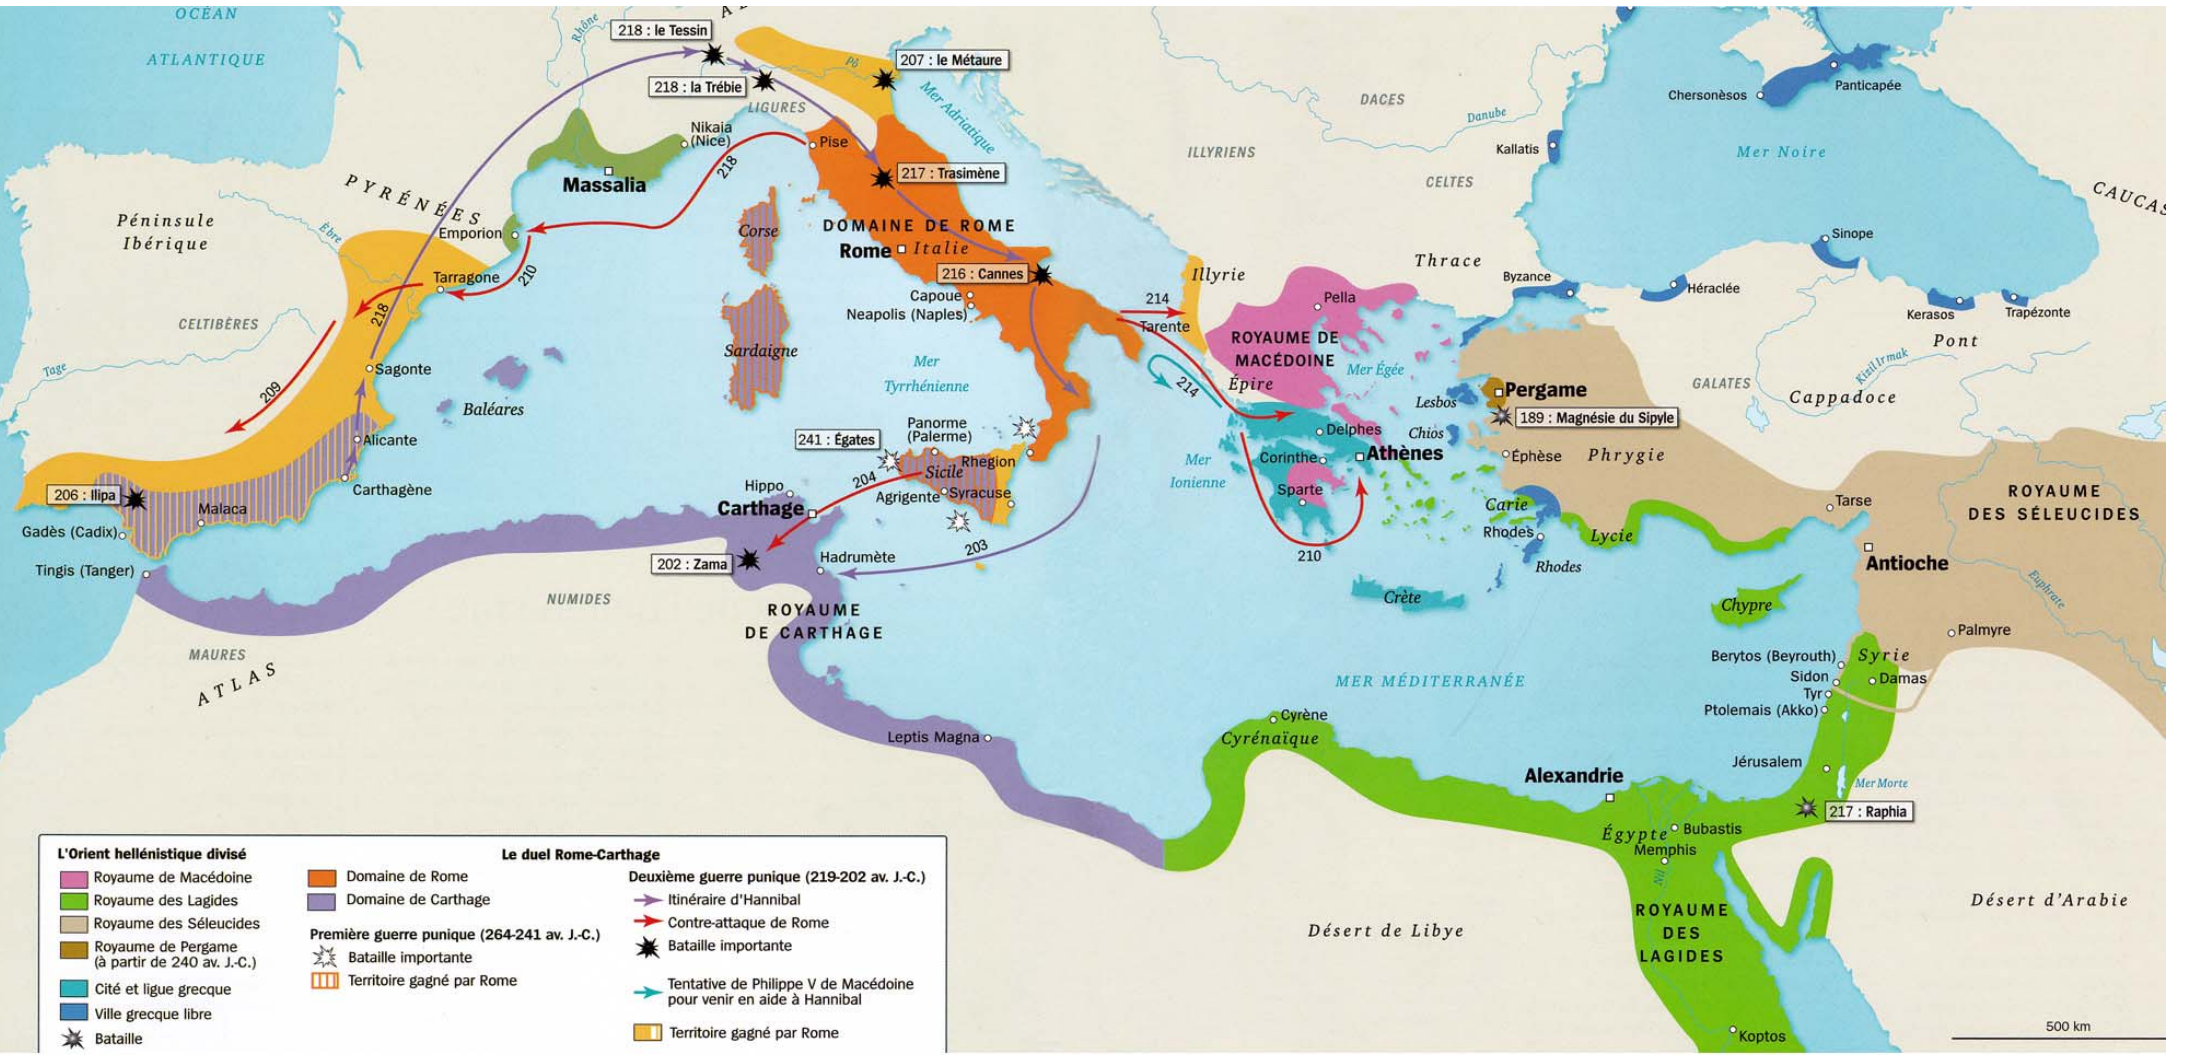 OCÉAN
ATLANTIQUE
Rhône
218 : le Tessin
207 : le Métaure
Pô
218 : la Trébie
LIGURES
Mer Adriatique
DACES
Danube
Chersonèsos
Panticapée
Mer Noire
Kallatis
ILLYRIENS
CELTES
CAUCAS
Nikaia
(Nice)
Pise
218
Massalia
217 : Trasimène
PYRÉNÉES
Péninsule
Ibérique
Èbre
Emporion
Corse
DOMAINE DE ROME
Rome
Italie
216 : Cannes
Illyrie
Thrace
Sinope
Byzance
Héraclée
Kerasos
Trapézonte
Pont
Tarragone
210
218
CELTIBÈRES
Capoue
Neapolis (Naples)
214
Tarente
Pella
ROYAUME DE
MACÉDOINE
Sardaigne
Mer
Tyrrhénienne
Tage
Sagonte
209
Baléares
214
Épire
Mer Égée
Pergame
Lesbos
189 : Magnésie du Sipyle
GALATES
Kizil Irmak
Cappadoce
Alicante
Panorme
(Palerme)
241 : Égates
Sicile
Rhegion
Delphes
Chios
Corinthe
Athènes
Éphèse
Phrygie
Mer
Ionienne
206 : Ilipa
Carthagène
Malaca
Gadès (Cadix)
Tingis (Tanger)
Hippo
204
Agrigente
Syracuse
Carthage
Sparte
Carie
Tarse
ROYAUME
DES SÉLEUCIDES
202 : Zama
Hadrumète
203
210
Rhodes
Lycie
Rhodes
Antioche
Euphrate
NUMIDES
ROYAUME
DE CARTHAGE
Crète
Chypre
MAURES
ATLAS
Palmyre
Berytos (Beyrouth)
Syrie
Sidon
Damas
Tyr
Ptolemais (Akko)
MER MÉDITERRANÉE
Cyrène
Cyrénaïque
Leptis Magna
Jérusalem
Alexandrie
Mer Morte
217 : Raphia
Égypte
Bubastis
Memphis
Nil
ROYAUME
DES
LAGIDES
Désert de Libye
Désert d'Arabie
Koptos
500 km
L'Orient hellénistique divisé
Royaume de Macédoine
Royaume des Lagides
Royaume des Séleucides
Royaume de Pergame
(à partir de 240 av. J.-C.)
Cité et ligue grecque
Ville grecque libre
Bataille
Le duel Rome-Carthage
Domaine de Rome
Domaine de Carthage
Première guerre punique (264-241 av. J.-C.)
Bataille importante
Territoire gagné par Rome
Deuxième guerre punique (219-202 av. J.-C.)
Itinéraire d'Hannibal
Contre-attaque de Rome
Bataille importante
Tentative de Philippe V de Macédoine
pour venir en aide à Hannibal
Territoire gagné par Rome